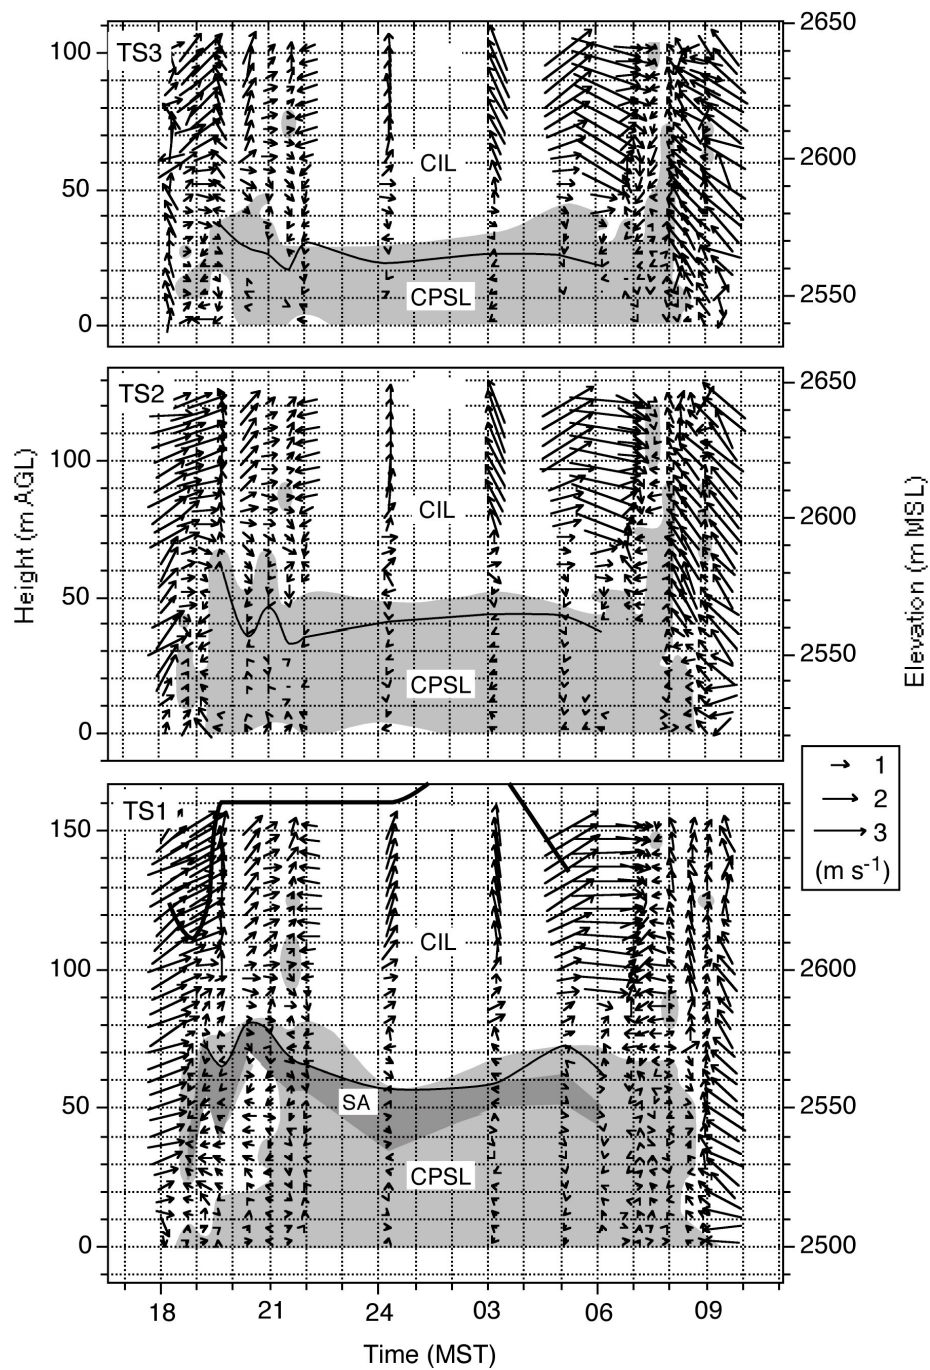 TS3
100
50
0
CIL
CPSL
2650
2600
2550
TS2
100
50
0
CIL
CPSL
2650
2600
2550
Height (m AGL)
Elevation (m MSL)
1
2
3
(m s-1)
TS1
150
100
50
0
CIL
SA
CPSL
2600
2550
2500
18 21 24 03 06 09
Time (MST)